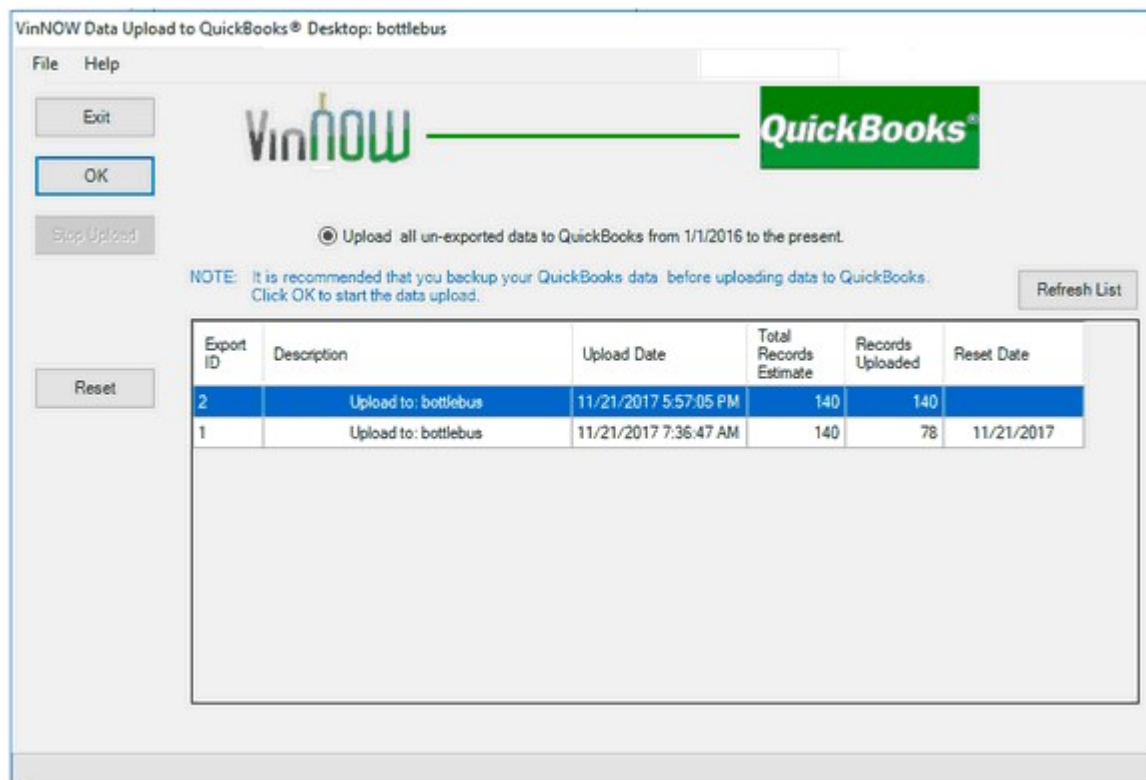 VinNOW Data Upload to QuickBooks® Desktop: bottlebus
File Help
Exit
VinNOW
QuickBooks®
OK
Stop Upload
Upload all un-exported data to QuickBooks from 1/1/2016 to the present.
NOTE: It is recommended that you backup your QuickBooks data before uploading data to QuickBooks.
Click OK to start the data upload.
Refresh List
Export ID Description Upload Date Total Records Estimate Records Uploaded Reset Date
Reset
2 Upload to: bottlebus 11/21/2017 5:57:05 PM 140 140
1 Upload to: bottlebus 11/21/2017 7:36:47 AM 140 78 11/21/2017